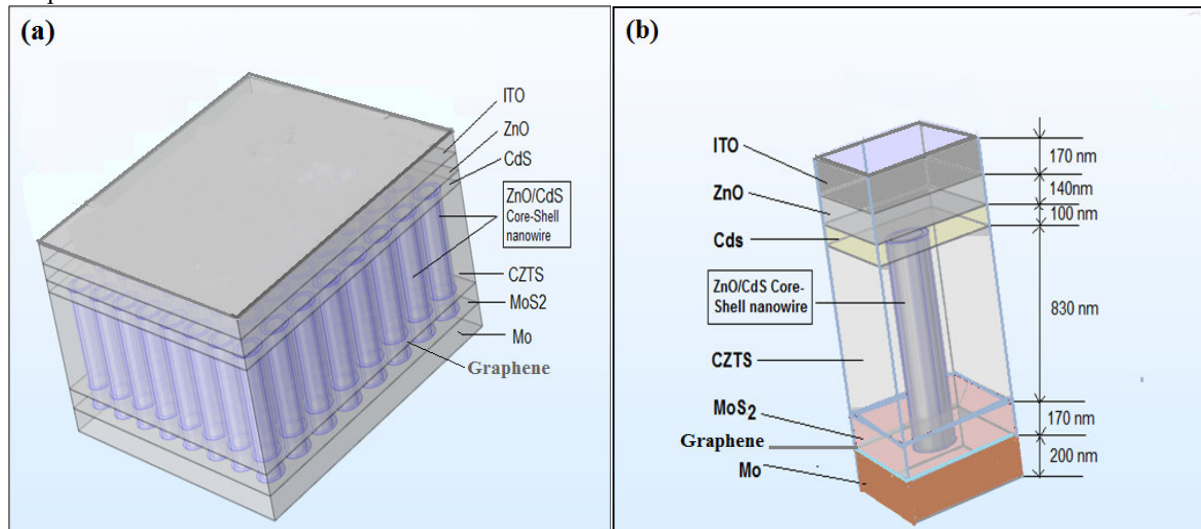 (a)
ITO
ZnO
CdS
ZnO/CdS
Core-Shell
nanowire
CZTS
MoS2
Mo
Graphene
(b)
ITO
ZnO
Cds
ZnO/CdS Core-
Shell nanowire
CZTS
MoS2
Graphene
Mo
170 nm
140nm
100 nm
830 nm
170 nm
200 nm